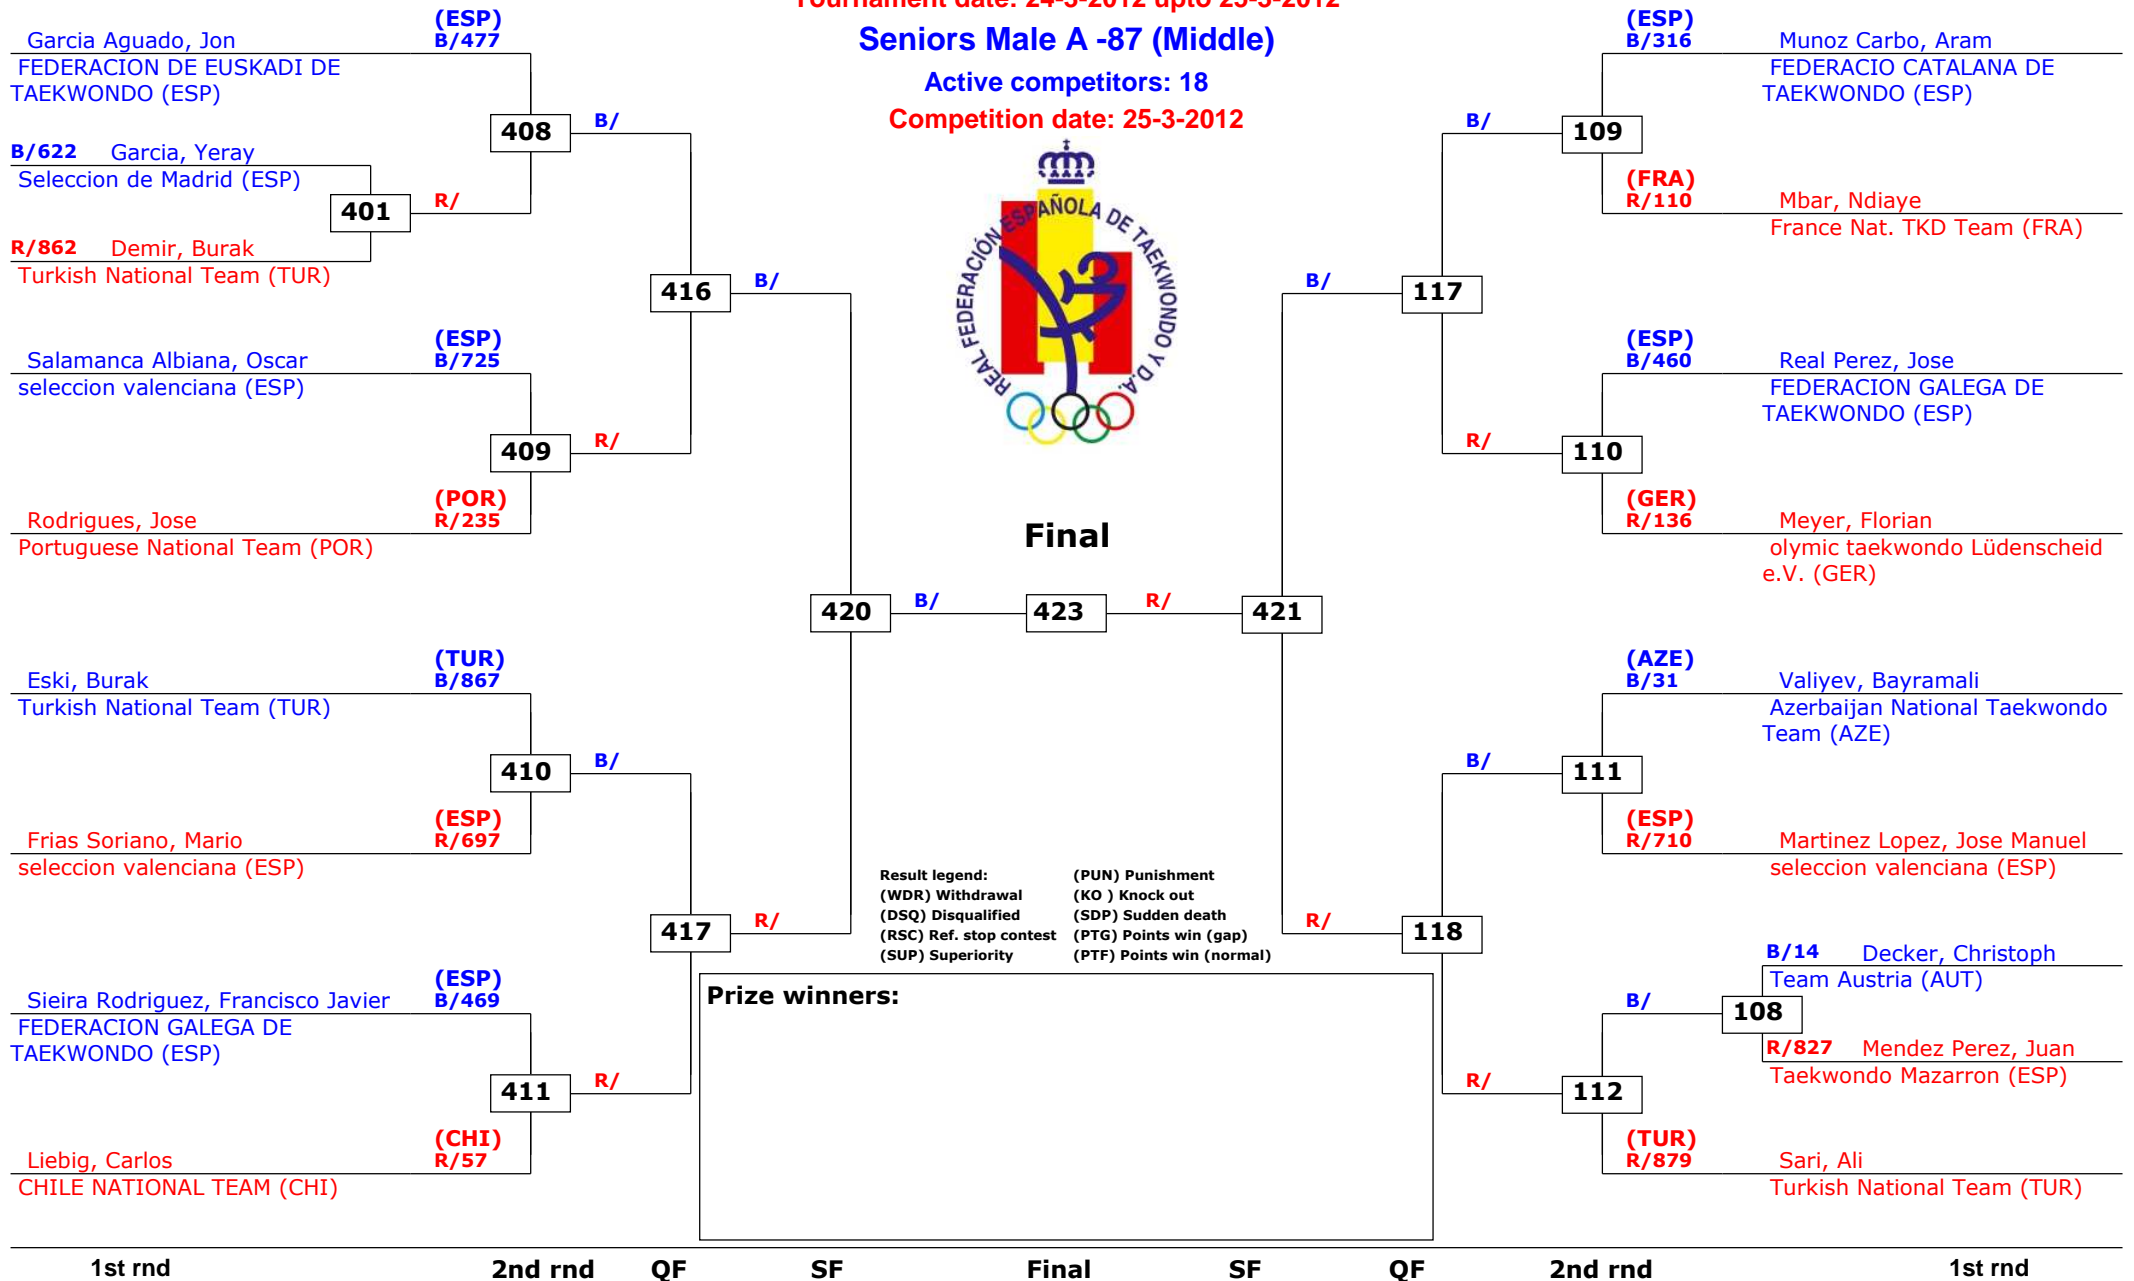 Tournament date: 24-3-2012 upto 25-3-2012
Seniors Male A -87 (Middle)
Active competitors: 18
Competition date: 25-3-2012
REAL FEDERACIÓN ESPAÑOLA DE TAEKWONDO Y D.A.
(ESP)
Garcia Aguado, Jon B/477
FEDERACION DE EUSKADI DE
TAEKWONDO (ESP)
408 B/
B/622 Garcia, Yeray
Seleccion de Madrid (ESP)
401 R/
R/862 Demir, Burak
Turkish National Team (TUR)
416 B/
(ESP)
Salamanca Albiana, Oscar B/725
seleccion valenciana (ESP)
409 R/
(POR)
Rodrigues, Jose R/235
Portuguese National Team (POR)
420 B/
(TUR)
Eski, Burak B/867
Turkish National Team (TUR)
410 B/
(ESP)
Frias Soriano, Mario R/697
seleccion valenciana (ESP)
417 R/
(ESP)
Sieira Rodriguez, Francisco Javier B/469
FEDERACION GALEGA DE
TAEKWONDO (ESP)
411 R/
(CHI)
Liebig, Carlos R/57
CHILE NATIONAL TEAM (CHI)
Final
423 R/
421
(ESP)
B/316 Munoz Carbo, Aram
FEDERACIO CATALANA DE
TAEKWONDO (ESP)
B/ 109
(FRA)
R/110 Mbar, Ndiaye
France Nat. TKD Team (FRA)
B/ 117
(ESP)
B/460 Real Perez, Jose
FEDERACION GALEGA DE
TAEKWONDO (ESP)
R/ 110
(GER)
R/136 Meyer, Florian
olymic taekwondo Lüdenscheid
e.V. (GER)
(AZE)
B/31 Valiyev, Bayramali
Azerbaijan National Taekwondo
Team (AZE)
B/ 111
(ESP)
R/710 Martinez Lopez, Jose Manuel
seleccion valenciana (ESP)
R/ 118
B/14 Decker, Christoph
Team Austria (AUT)
B/ 108
R/827 Mendez Perez, Juan
Taekwondo Mazarron (ESP)
R/ 112
(TUR)
R/879 Sari, Ali
Turkish National Team (TUR)
Result legend: (PUN) Punishment
(WDR) Withdrawal (KO ) Knock out
(DSQ) Disqualified (SDP) Sudden death
(RSC) Ref. stop contest (PTG) Points win (gap)
(SUP) Superiority (PTF) Points win (normal)
Prize winners:
1st rnd 2nd rnd QF SF Final SF QF 2nd rnd 1st rnd